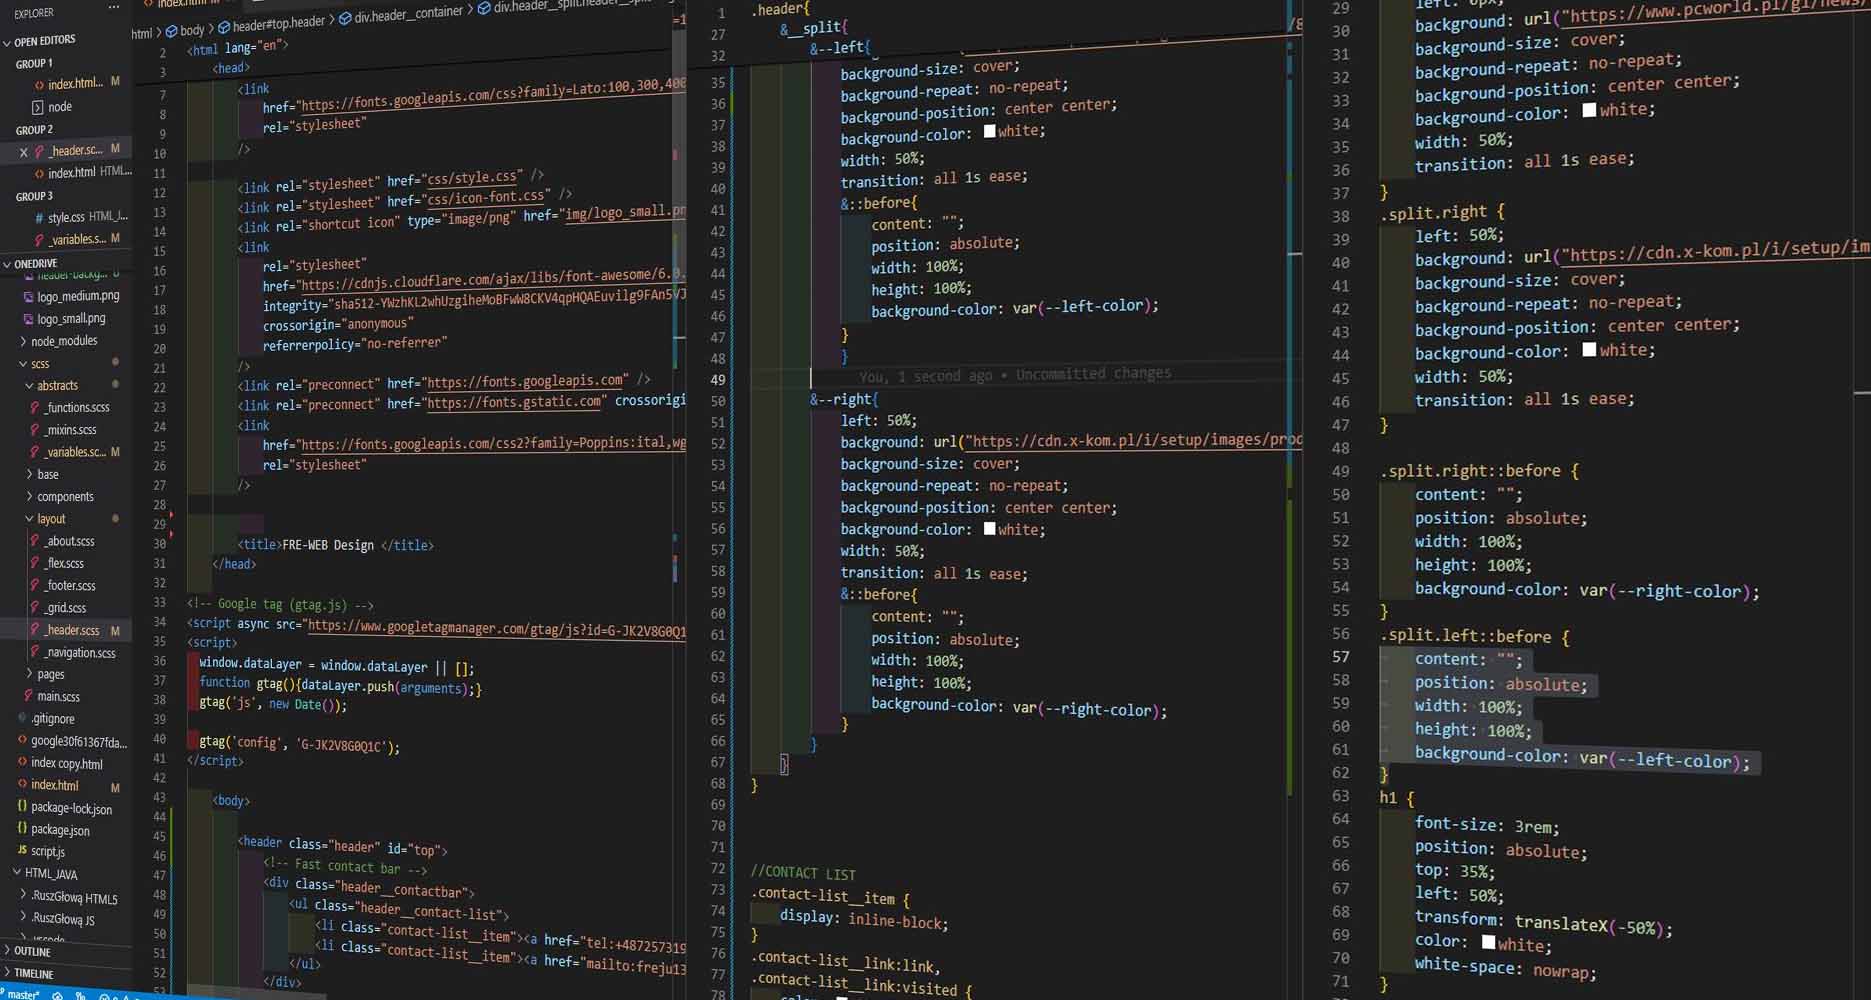 EXPLORER
OPEN EDITORS
GROUP 1
index.html... M
node
GROUP 2
_header.sc... M
index.html HTML...
GROUP 3
style.css HTML_J...
_variables.s... M
ONEDRIVE
logo_medium.png
logo_small.png
node_modules
scss
abstracts
_functions.scss
_mixins.scss
_variables.sc... M
base
components
layout
_about.scss
_flex.scss
_footer.scss
_grid.scss
_header.scss M
_navigation.scss
pages
main.scss
.gitignore
google30f61367fda...
index copy.html
index.html M
package-lock.json
package.json
JS script.js
HTML_JAVA
.RuszGłową HTML5
.RuszGłową JS
OUTLINE
TIMELINE
master*
html > body > header#top.header > div.header__container > div.header__split.header__split
2 <html lang="en">
3 <head>
7 <link
8 href="https://fonts.googleapis.com/css?family=Lato:100,300,400
9 rel="stylesheet"
10 />
11
12 <link rel="stylesheet" href="css/style.css" />
13 <link rel="stylesheet" href="css/icon-font.css" />
14 <link rel="shortcut icon" type="image/png" href="img/logo_small.pn
15 <link
16 rel="stylesheet"
17 href="https://cdnjs.cloudflare.com/ajax/libs/font-awesome/6.0.
18 integrity="sha512-YWzhKL2whUzgiheMoBFwW8CKV4qpHQAEuvilg9FAn5VJ
19 crossorigin="anonymous"
20 referrerpolicy="no-referrer"
21 />
22 <link rel="preconnect" href="https://fonts.googleapis.com" />
23 <link rel="preconnect" href="https://fonts.gstatic.com" crossorigi
24 <link
25 href="https://fonts.googleapis.com/css2?family=Poppins:ital,wg
26 rel="stylesheet"
27 />
28
29
30 <title>FRE-WEB Design </title>
31 </head>
32
33 <!-- Google tag (gtag.js) -->
34 <script async src="https://www.googletagmanager.com/gtag/js?id=G-JK2V8G0Q1
35 <script>
36 window.dataLayer = window.dataLayer || [];
37 function gtag(){dataLayer.push(arguments);}
38 gtag('js', new Date());
39
40 gtag('config', 'G-JK2V8G0Q1C');
41 </script>
42
43 <body>
44
45 <header class="header" id="top">
46 <!-- Fast contact bar -->
47 <div class="header__contactbar">
48 <ul class="header__contact-list">
49 <li class="contact-list__item"><a href="tel:+487257319
50 <li class="contact-list__item"><a href="mailto:freju13
51 </ul>
52 </div>
1 .header{
27 &__split{
32 &--left{
35 background-size: cover;
36 background-repeat: no-repeat;
37 background-position: center center;
38 background-color: white;
39 width: 50%;
40 transition: all 1s ease;
41 &::before{
42 content: "";
43 position: absolute;
44 width: 100%;
45 height: 100%;
46 background-color: var(--left-color);
47 }
48 }
49 You, 1 second ago • Uncommitted changes
50 &--right{
51 left: 50%;
52 background: url("https://cdn.x-kom.pl/i/setup/images/prod
53 background-size: cover;
54 background-repeat: no-repeat;
55 background-position: center center;
56 background-color: white;
57 width: 50%;
58 transition: all 1s ease;
59 &::before{
60 content: "";
61 position: absolute;
62 width: 100%;
63 height: 100%;
64 background-color: var(--right-color);
65 }
66 }
67 }
68 }
69
70
71
72 //CONTACT LIST
73 .contact-list__item {
74 display: inline-block;
75 }
76 .contact-list__link:link,
77 .contact-list__link:visited {
78
29
30 background: url("https://www.pcworld.pl/g1/news/
31 background-size: cover;
32 background-repeat: no-repeat;
33 background-position: center center;
34 background-color: white;
35 width: 50%;
36 transition: all 1s ease;
37 }
38 .split.right {
39 left: 50%;
40 background: url("https://cdn.x-kom.pl/i/setup/im
41 background-size: cover;
42 background-repeat: no-repeat;
43 background-position: center center;
44 background-color: white;
45 width: 50%;
46 transition: all 1s ease;
47 }
48
49 .split.right::before {
50 content: "";
51 position: absolute;
52 width: 100%;
53 height: 100%;
54 background-color: var(--right-color);
55 }
56 .split.left::before {
57 content: "";
58 position: absolute;
59 width: 100%;
60 height: 100%;
61 background-color: var(--left-color);
62 }
63 h1 {
64 font-size: 3rem;
65 position: absolute;
66 top: 35%;
67 left: 50%;
68 transform: translateX(-50%);
69 color: white;
70 white-space: nowrap;
71 }